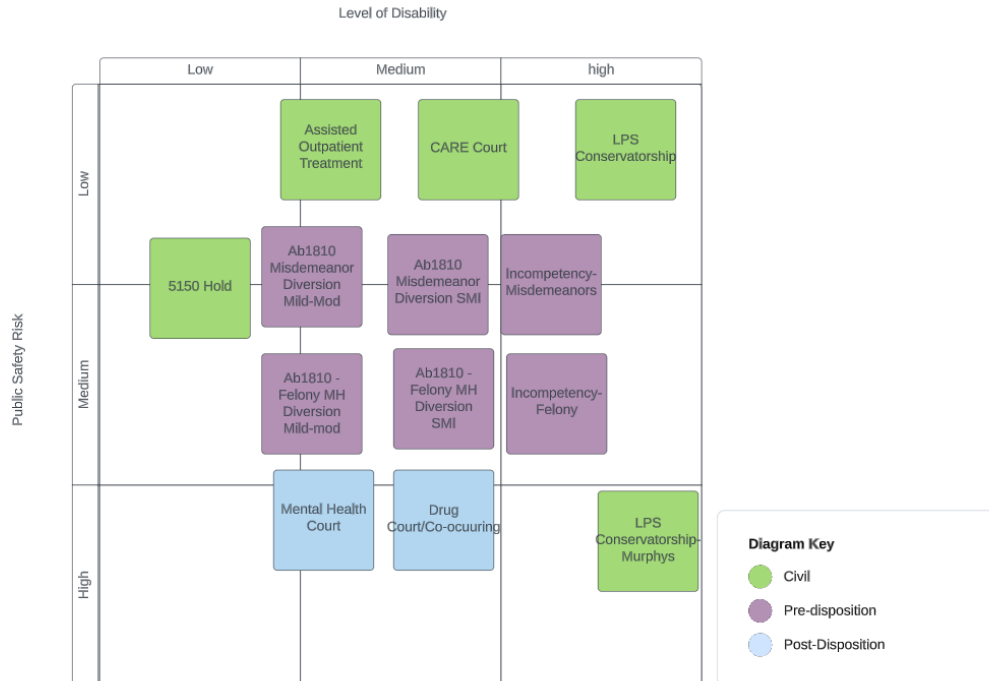 Level of Disability
Low
Medium
high
Public Safety Risk
Low
Medium
High
Assisted
Outpatient
Treatment
CARE Court
LPS
Conservatorship
5150 Hold
Ab1810
Misdemeanor
Diversion
Mild-Mod
Ab1810
Misdemeanor
Diversion SMI
Incompetency-
Misdemeanors
Ab1810 -
Felony MH
Diversion
Mild-mod
Ab1810 -
Felony MH
Diversion
SMI
Incompetency-
Felony
Mental Health
Court
Drug
Court/Co-ocuuring
LPS
Conservatorship-
Murphys
Diagram Key
Civil
Pre-disposition
Post-Disposition